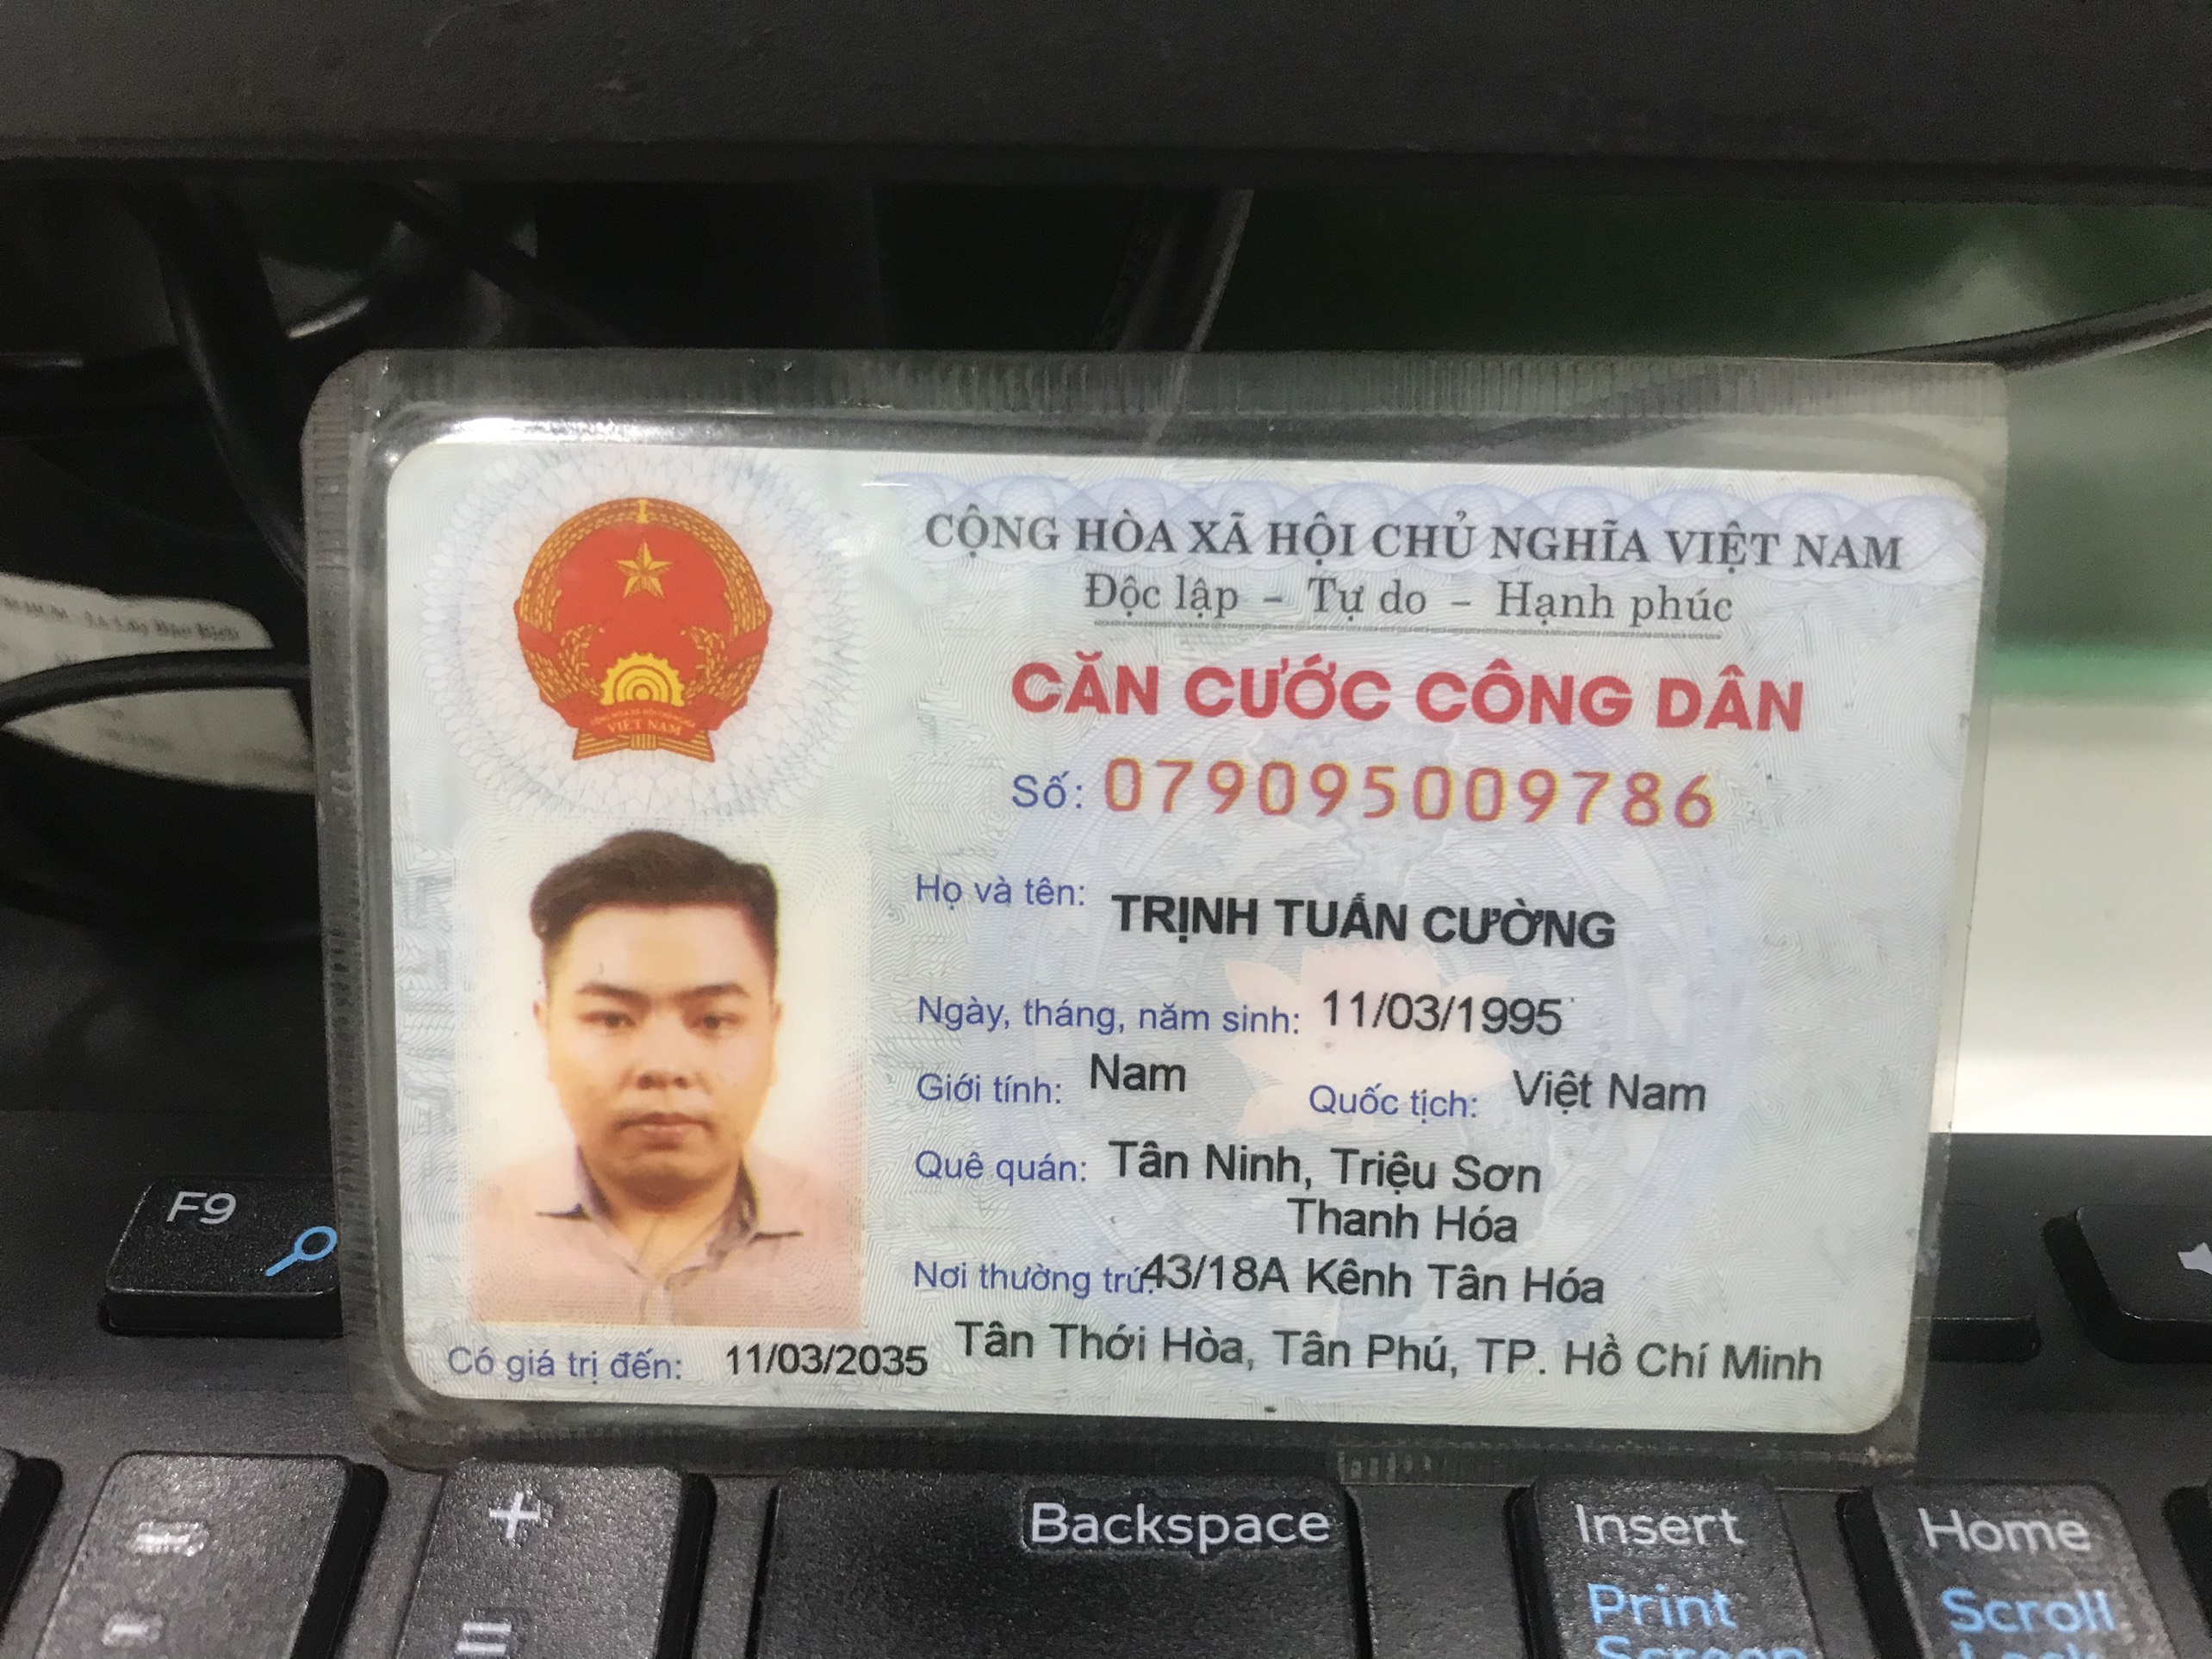 CỘNG HÒA XÃ HỘI CHỦ NGHĨA VIỆT NAM
Độc lập – Tự do – Hạnh phúc
CĂN CƯỚC CÔNG DÂN
Số: 079095009786
Họ và tên: TRỊNH TUẤN CƯỜNG
Ngày, tháng, năm sinh: 11/03/1995
Giới tính: Nam Quốc tịch: Việt Nam
Quê quán: Tân Ninh, Triệu Sơn
Thanh Hóa
Nơi thường trú: 43/18A Kênh Tân Hóa
Tân Thới Hòa, Tân Phú, TP. Hồ Chí Minh
Có giá trị đến: 11/03/2035
VIỆT NAM
F9
+
=
Backspace
Insert
Print
Screen
Home
Scroll
Lock